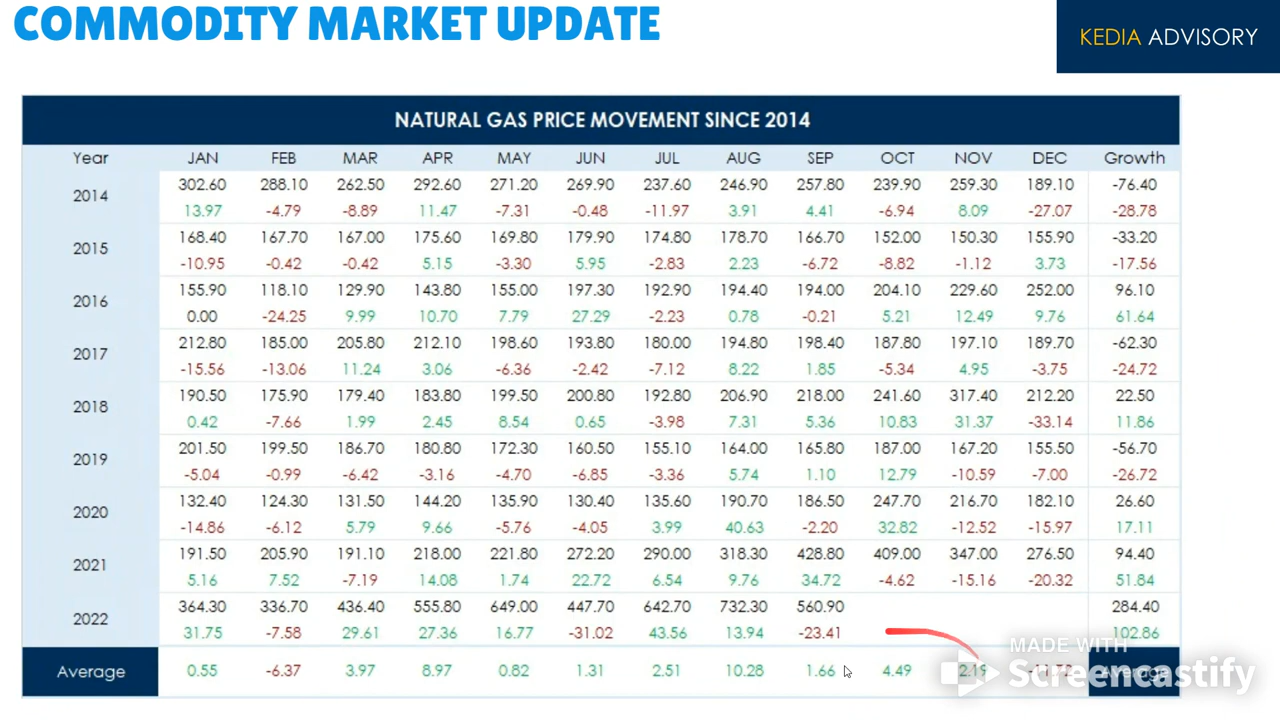 COMMODITY MARKET UPDATE
KEDIA ADVISORY
NATURAL GAS PRICE MOVEMENT SINCE 2014
Year JAN FEB MAR APR MAY JUN JUL AUG SEP OCT NOV DEC Growth
2014
302.60 288.10 262.50 292.60 271.20 269.90 237.60 246.90 257.80 239.90 259.30 189.10 -76.40
13.97 -4.79 -8.89 11.47 -7.31 -0.48 -11.97 3.91 4.41 -6.94 8.09 -27.07 -28.78
2015
168.40 167.70 167.00 175.60 169.80 179.90 174.80 178.70 166.70 152.00 150.30 155.90 -33.20
-10.95 -0.42 -0.42 5.15 -3.30 5.95 -2.83 2.23 -6.72 -8.82 -1.12 3.73 -17.56
2016
155.90 118.10 129.90 143.80 155.00 197.30 192.90 194.40 194.00 204.10 229.60 252.00 96.10
0.00 -24.25 9.99 10.70 7.79 27.29 -2.23 0.78 -0.21 5.21 12.49 9.76 61.64
2017
212.80 185.00 205.80 212.10 198.60 193.80 180.00 194.80 198.40 187.80 197.10 189.70 -62.30
-15.56 -13.06 11.24 3.06 -6.36 -2.42 -7.12 8.22 1.85 -5.34 4.95 -3.75 -24.72
2018
190.50 175.90 179.40 183.80 199.50 200.80 192.80 206.90 218.00 241.60 317.40 212.20 22.50
0.42 -7.66 1.99 2.45 8.54 0.65 -3.98 7.31 5.36 10.83 31.37 -33.14 11.86
2019
201.50 199.50 186.70 180.80 172.30 160.50 155.10 164.00 165.80 187.00 167.20 155.50 -56.70
-5.04 -0.99 -6.42 -3.16 -4.70 -6.85 -3.36 5.74 1.10 12.79 -10.59 -7.00 -26.72
2020
132.40 124.30 131.50 144.20 135.90 130.40 135.60 190.70 186.50 247.70 216.70 182.10 26.60
-14.86 -6.12 5.79 9.66 -5.76 -4.05 3.99 40.63 -2.20 32.82 -12.52 -15.97 17.11
2021
191.50 205.90 191.10 218.00 221.80 272.20 290.00 318.30 428.80 409.00 347.00 276.50 94.40
5.16 7.52 -7.19 14.08 1.74 22.72 6.54 9.76 34.72 -4.62 -15.16 -20.32 51.84
2022
364.30 336.70 436.40 555.80 649.00 447.70 642.70 732.30 560.90 284.40
31.75 -7.58 29.61 27.36 16.77 -31.02 43.56 13.94 -23.41 102.86
Average 0.55 -6.37 3.97 8.97 0.82 1.31 2.51 10.28 1.66 4.49 2.19 Average
MADE WITH
Screencastify